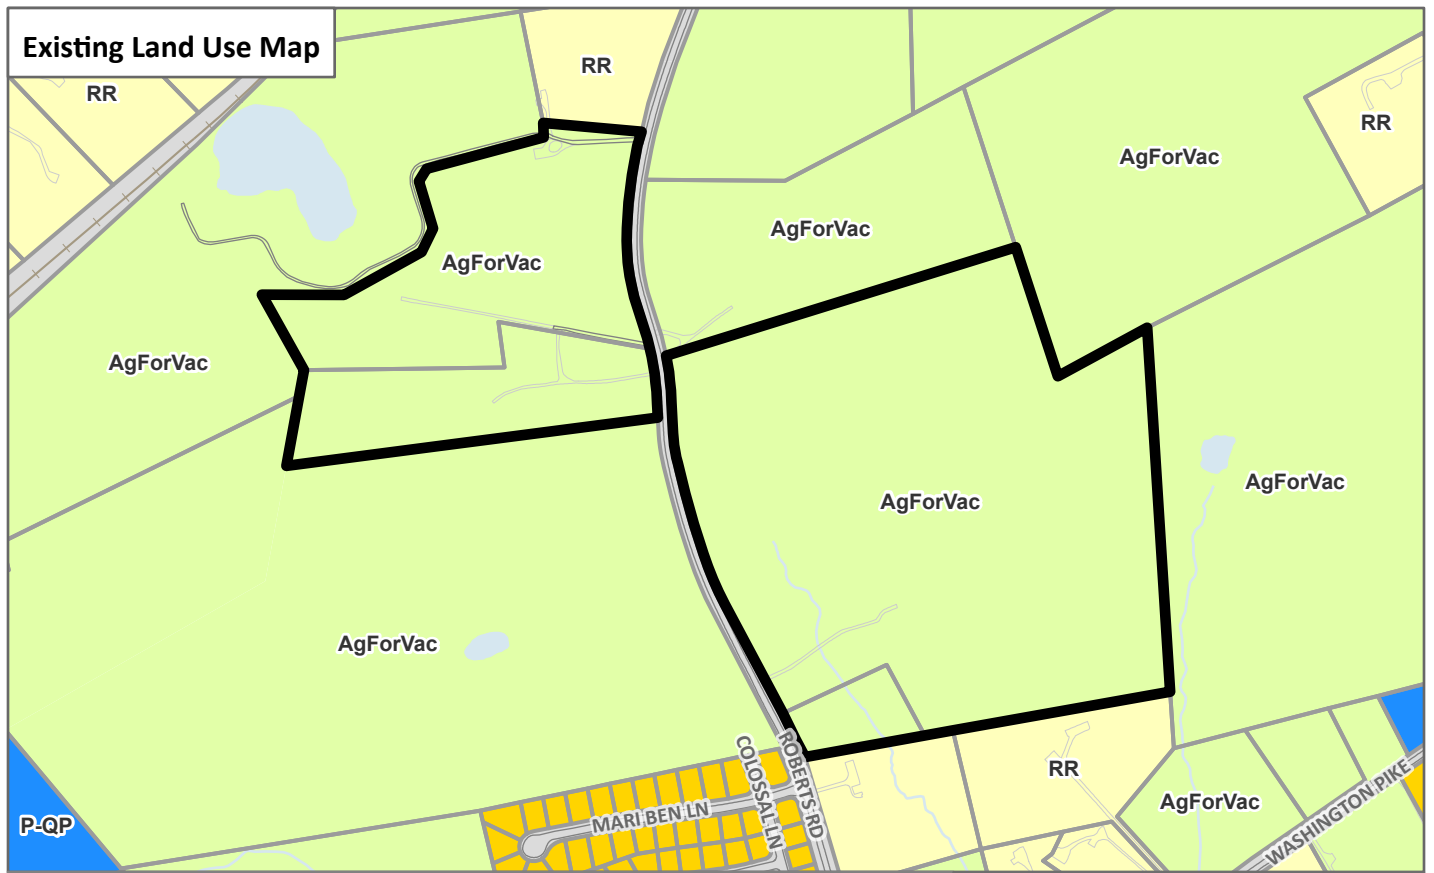 Existing Land Use Map
RR
RR
RR
AgForVac
AgForVac
AgForVac
AgForVac
AgForVac
AgForVac
AgForVac
P-QP
MARI BEN LN
COLOSSAL LN
ROBERTS RD
RR
AgForVac
WASHINGTON PIKE